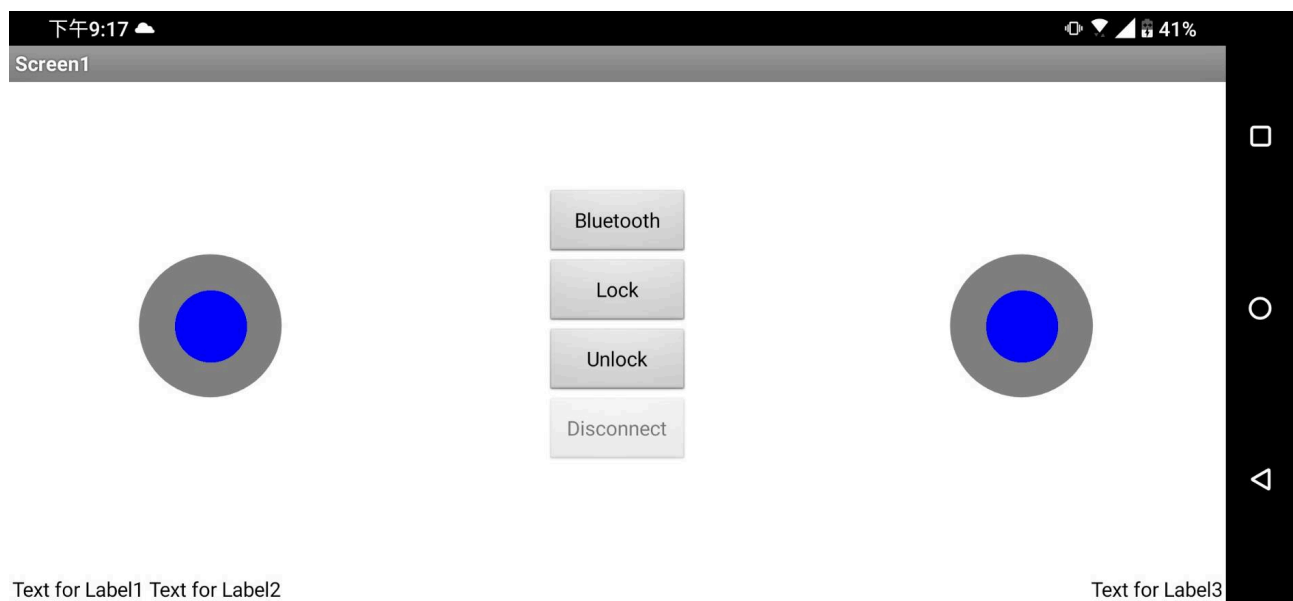 下午9:17 41%
Screen1
Bluetooth
Lock
Unlock
Disconnect
Text for Label1 Text for Label2 Text for Label3